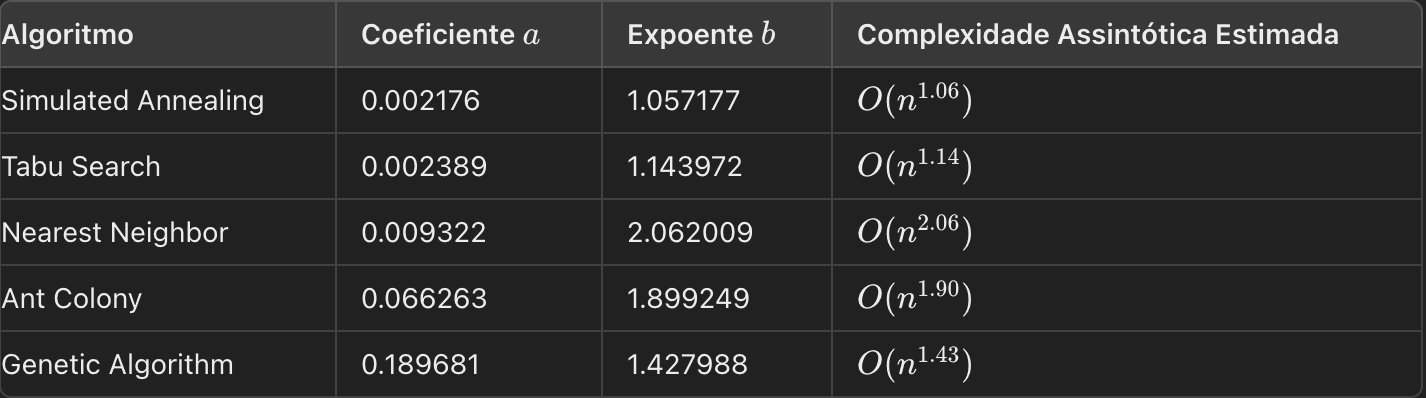 Algoritmo Coeficiente a Expoente b Complexidade Assintótica Estimada
Simulated Annealing 0.002176 1.057177 O(n^1.06)
Tabu Search 0.002389 1.143972 O(n^1.14)
Nearest Neighbor 0.009322 2.062009 O(n^2.06)
Ant Colony 0.066263 1.899249 O(n^1.90)
Genetic Algorithm 0.189681 1.427988 O(n^1.43)